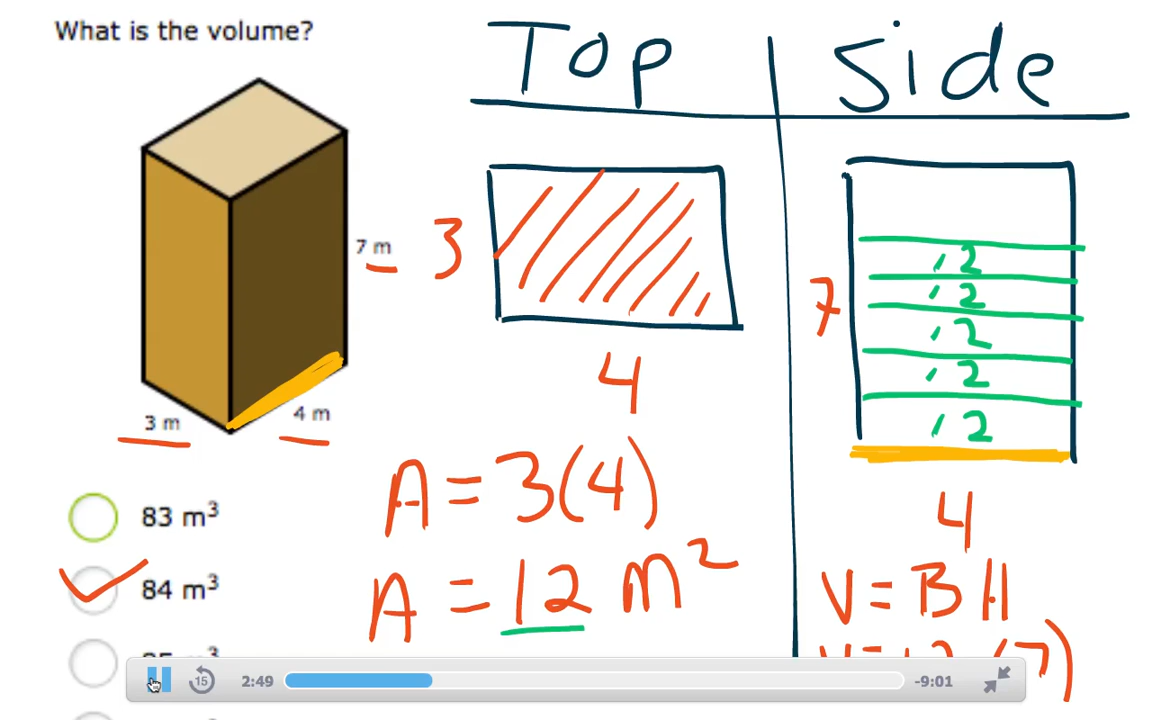 What is the volume?
Top
Side
7 m
3 m
4 m
3
4
7
12
12
12
12
12
4
A = 3(4)
A = 12 m²
V = BH
83 m³
84 m³
15
2:49
-9:01